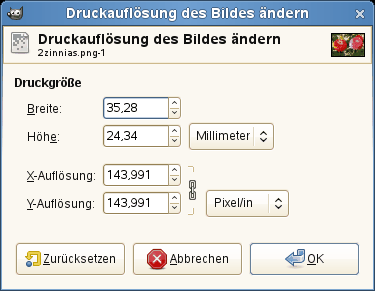 Druckauflösung des Bildes ändern
Druckauflösung des Bildes ändern
2zinnias.png-1
Druckgröße
Breite: 35,28
Höhe: 24,34 Millimeter
X-Auflösung: 143,991
Y-Auflösung: 143,991 Pixel/in
Zurücksetzen Abbrechen OK